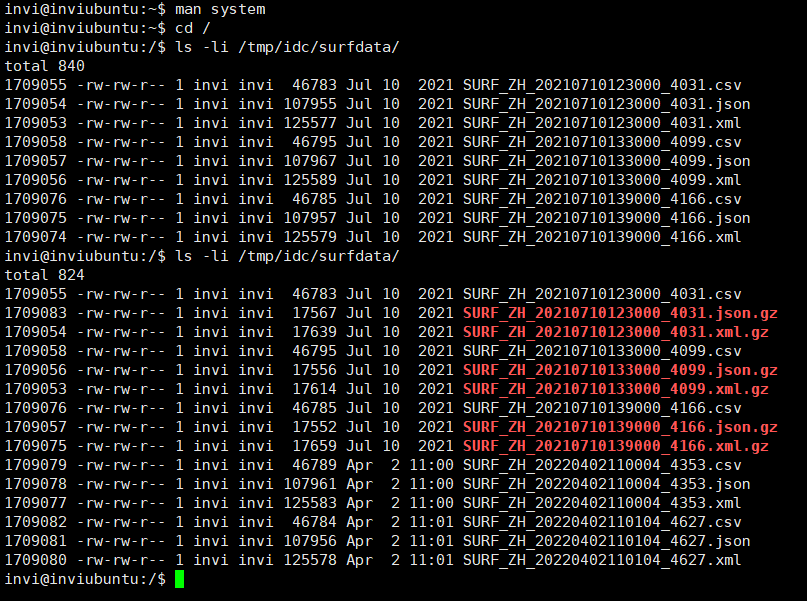 invi@inviubuntu:~$ man system
invi@inviubuntu:~$ cd /
invi@inviubuntu:/$ ls -li /tmp/idc/surfdata/
total 840
1709055 -rw-rw-r-- 1 invi invi  46783 Jul 10  2021 SURF_ZH_20210710123000_4031.csv
1709054 -rw-rw-r-- 1 invi invi 107955 Jul 10  2021 SURF_ZH_20210710123000_4031.json
1709053 -rw-rw-r-- 1 invi invi 125577 Jul 10  2021 SURF_ZH_20210710123000_4031.xml
1709058 -rw-rw-r-- 1 invi invi  46795 Jul 10  2021 SURF_ZH_20210710133000_4099.csv
1709057 -rw-rw-r-- 1 invi invi 107967 Jul 10  2021 SURF_ZH_20210710133000_4099.json
1709056 -rw-rw-r-- 1 invi invi 125589 Jul 10  2021 SURF_ZH_20210710133000_4099.xml
1709076 -rw-rw-r-- 1 invi invi  46785 Jul 10  2021 SURF_ZH_20210710139000_4166.csv
1709075 -rw-rw-r-- 1 invi invi 107957 Jul 10  2021 SURF_ZH_20210710139000_4166.json
1709074 -rw-rw-r-- 1 invi invi 125579 Jul 10  2021 SURF_ZH_20210710139000_4166.xml
invi@inviubuntu:/$ ls -li /tmp/idc/surfdata/
total 824
1709055 -rw-rw-r-- 1 invi invi  46783 Jul 10  2021 SURF_ZH_20210710123000_4031.csv
1709083 -rw-rw-r-- 1 invi invi  17567 Jul 10  2021 SURF_ZH_20210710123000_4031.json.gz
1709054 -rw-rw-r-- 1 invi invi  17639 Jul 10  2021 SURF_ZH_20210710123000_4031.xml.gz
1709058 -rw-rw-r-- 1 invi invi  46795 Jul 10  2021 SURF_ZH_20210710133000_4099.csv
1709056 -rw-rw-r-- 1 invi invi  17556 Jul 10  2021 SURF_ZH_20210710133000_4099.json.gz
1709053 -rw-rw-r-- 1 invi invi  17614 Jul 10  2021 SURF_ZH_20210710133000_4099.xml.gz
1709076 -rw-rw-r-- 1 invi invi  46785 Jul 10  2021 SURF_ZH_20210710139000_4166.csv
1709057 -rw-rw-r-- 1 invi invi  17552 Jul 10  2021 SURF_ZH_20210710139000_4166.json.gz
1709075 -rw-rw-r-- 1 invi invi  17659 Jul 10  2021 SURF_ZH_20210710139000_4166.xml.gz
1709079 -rw-rw-r-- 1 invi invi  46789 Apr  2 11:00 SURF_ZH_20220402110004_4353.csv
1709078 -rw-rw-r-- 1 invi invi 107961 Apr  2 11:00 SURF_ZH_20220402110004_4353.json
1709077 -rw-rw-r-- 1 invi invi 125583 Apr  2 11:00 SURF_ZH_20220402110004_4353.xml
1709082 -rw-rw-r-- 1 invi invi  46784 Apr  2 11:01 SURF_ZH_20220402110104_4627.csv
1709081 -rw-rw-r-- 1 invi invi 107956 Apr  2 11:01 SURF_ZH_20220402110104_4627.json
1709080 -rw-rw-r-- 1 invi invi 125578 Apr  2 11:01 SURF_ZH_20220402110104_4627.xml
invi@inviubuntu:/$